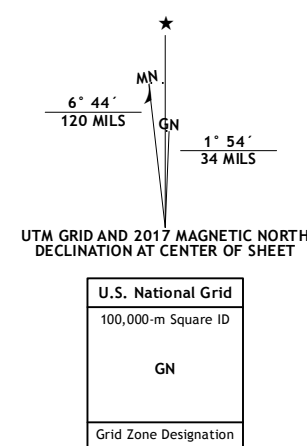 MN
GN
6° 44´
120 MILS
1° 54´
34 MILS
UTM GRID AND 2017 MAGNETIC NORTH
DECLINATION AT CENTER OF SHEET
U.S. National Grid
100,000-m Square ID
GN
Grid Zone Designation